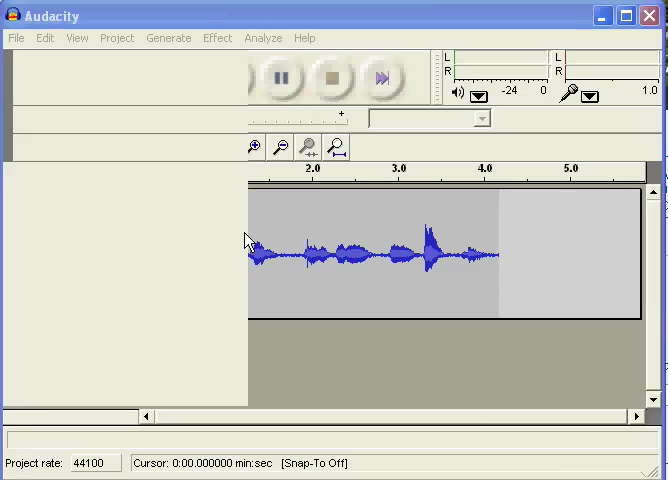 Audacity
File Edit View Project Generate Effect Analyze Help
L L
R R
-24 0 1.0
+
2.0 3.0 4.0 5.0
Project rate: 44100 Cursor: 0:00.000000 min:sec [Snap-To Off]